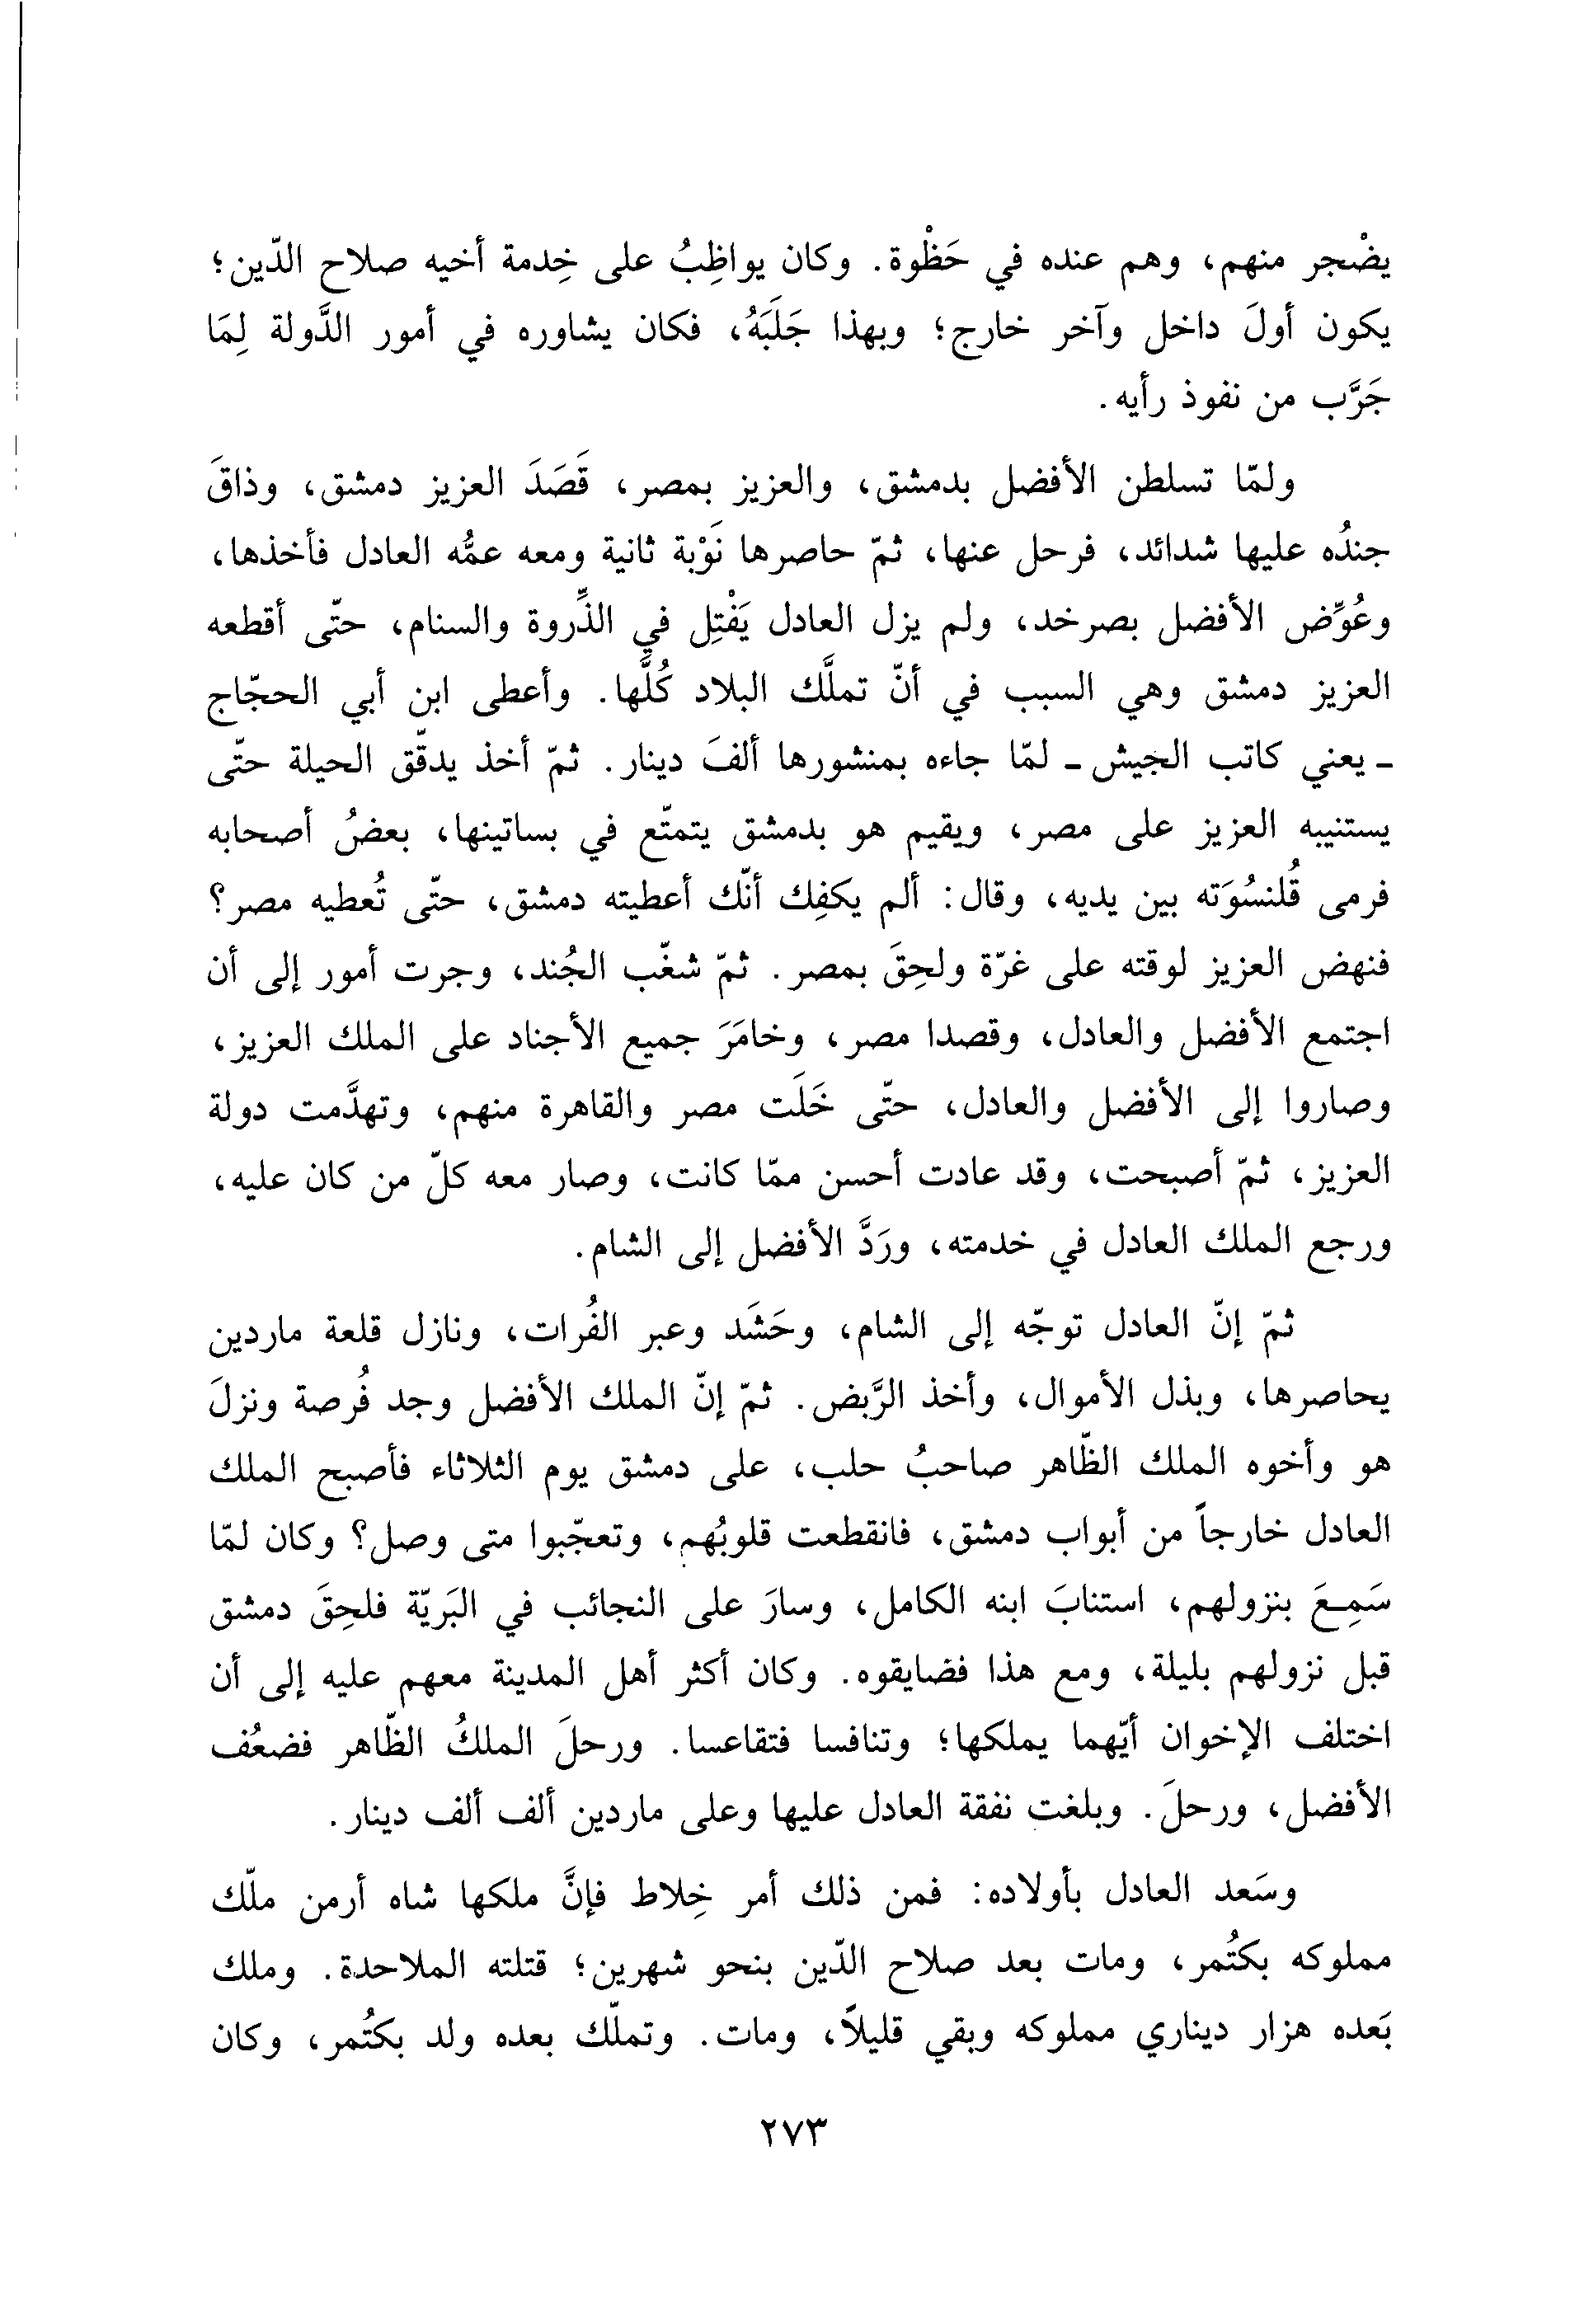 يضْجر منهم، وهم عنده في حَظْوة. وكان يواظِبُ على خِدمة أخيه صلاح الدّين؛
يكون أولَ داخل وآخر خارج؛ وبهذا جَلَبَهُ، فكان يشاوره في أمور الدَّولة لِمَا
جَرَّب من نفوذ رأيه.
ولمّا تسلطن الأفضل بدمشق، والعزيز بمصر، قَصَدَ العزيز دمشق، وذاقَ
جندُه عليها شدائد، فرحل عنها، ثمّ حاصرها نَوْبة ثانية ومعه عمُّه العادل فأخذها،
وعُوِّض الأفضل بصرخد، ولم يزل العادل يَفْتِل في الذِّروة والسنام، حتّى أقطعه
العزيز دمشق وهي السبب في أنّ تملَّك البلاد كُلَّها. وأعطى ابن أبي الحجّاج
ـ يعني كاتب الجيش ـ لمّا جاءه بمنشورها ألفَ دينار. ثمّ أخذ يدقّق الحيلة حتّى
يستنيبه العزيز على مصر، ويقيم هو بدمشق يتمتّع في بساتينها، بعضُ أصحابه
فرمى قُلنسُوَته بين يديه، وقال: ألم يكفِك أنّك أعطيته دمشق، حتّى تُعطيه مصر؟
فنهض العزيز لوقته على غرّة ولحِقَ بمصر. ثمّ شغّب الجُند، وجرت أمور إلى أن
اجتمع الأفضل والعادل، وقصدا مصر، وخامَرَ جميع الأجناد على الملك العزيز،
وصاروا إلى الأفضل والعادل، حتّى خَلَت مصر والقاهرة منهم، وتهدَّمت دولة
العزيز، ثمّ أصبحت، وقد عادت أحسن ممّا كانت، وصار معه كلّ من كان عليه،
ورجع الملك العادل في خدمته، ورَدَّ الأفضل إلى الشام.
ثمّ إنّ العادل توجّه إلى الشام، وحَشَد وعبر الفُرات، ونازل قلعة ماردين
يحاصرها، وبذل الأموال، وأخذ الرَّبض. ثمّ إنّ الملك الأفضل وجد فُرصة ونزلَ
هو وأخوه الملك الظّاهر صاحبُ حلب، على دمشق يوم الثلاثاء فأصبح الملك
العادل خارجاً من أبواب دمشق، فانقطعت قلوبُهم، وتعجّبوا متى وصل؟ وكان لمّا
سَمِعَ بنزولهم، استنابَ ابنه الكامل، وسارَ على النجائب في البَريّة فلحِقَ دمشق
قبل نزولهم بليلة، ومع هذا فضايقوه. وكان أكثر أهل المدينة معهم عليه إلى أن
اختلف الإخوان أيّهما يملكها؛ وتنافسا فتقاعسا. ورحلَ الملكُ الظّاهر فضعُف
الأفضل، ورحلَ. وبلغت نفقة العادل عليها وعلى ماردين ألف ألف دينار.
وسَعد العادل بأولاده: فمن ذلك أمر خِلاط فإنَّ ملكها شاه أرمن ملّك
مملوكه بكتُمر، ومات بعد صلاح الدّين بنحو شهرين؛ قتلته الملاحدة. وملك
بَعده هزار ديناري مملوكه وبقي قليلاً، ومات. وتملّك بعده ولد بكتُمر، وكان
٢٧٣